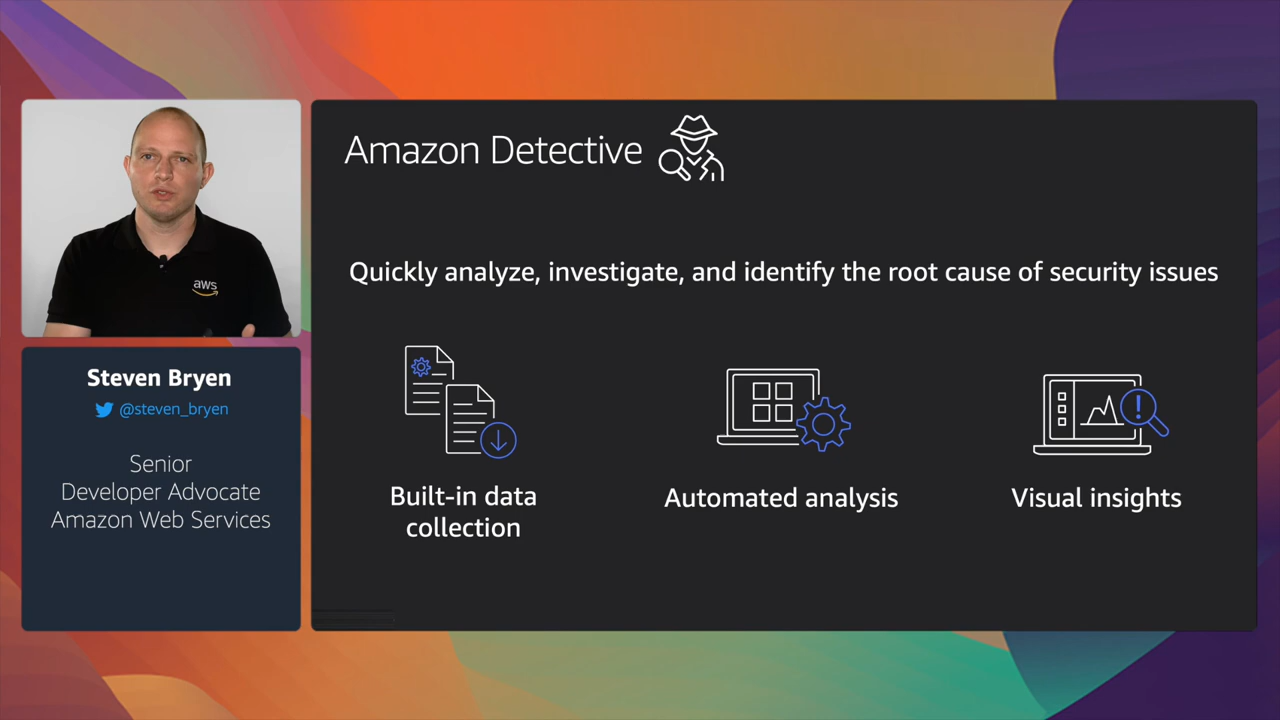 aws
Steven Bryen
@steven_bryen
Senior
Developer Advocate
Amazon Web Services
Amazon Detective
Quickly analyze, investigate, and identify the root cause of security issues
Built-in data
collection
Automated analysis
Visual insights